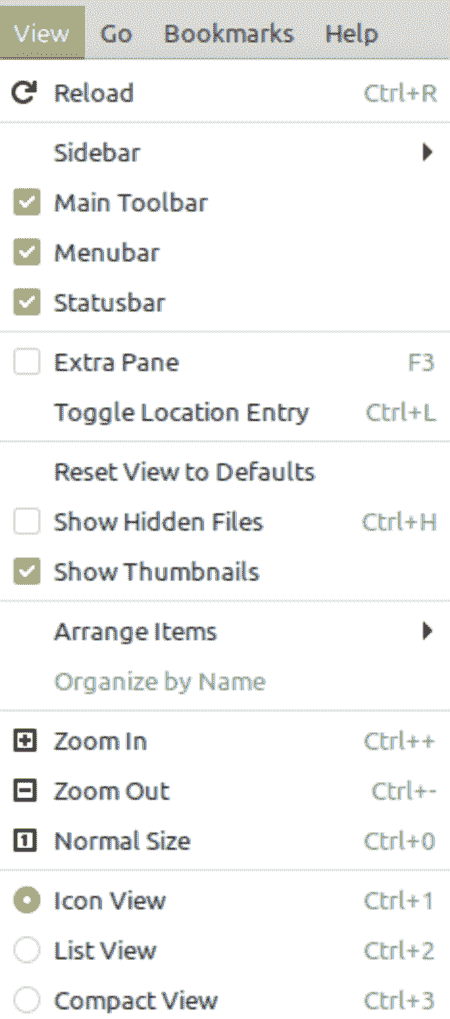 View Go Bookmarks Help
Reload Ctrl+R
Sidebar
Main Toolbar
Menubar
Statusbar
Extra Pane F3
Toggle Location Entry Ctrl+L
Reset View to Defaults
Show Hidden Files Ctrl+H
Show Thumbnails
Arrange Items
Organize by Name
Zoom In Ctrl++
Zoom Out Ctrl+-
1 Normal Size Ctrl+0
Icon View Ctrl+1
List View Ctrl+2
Compact View Ctrl+3